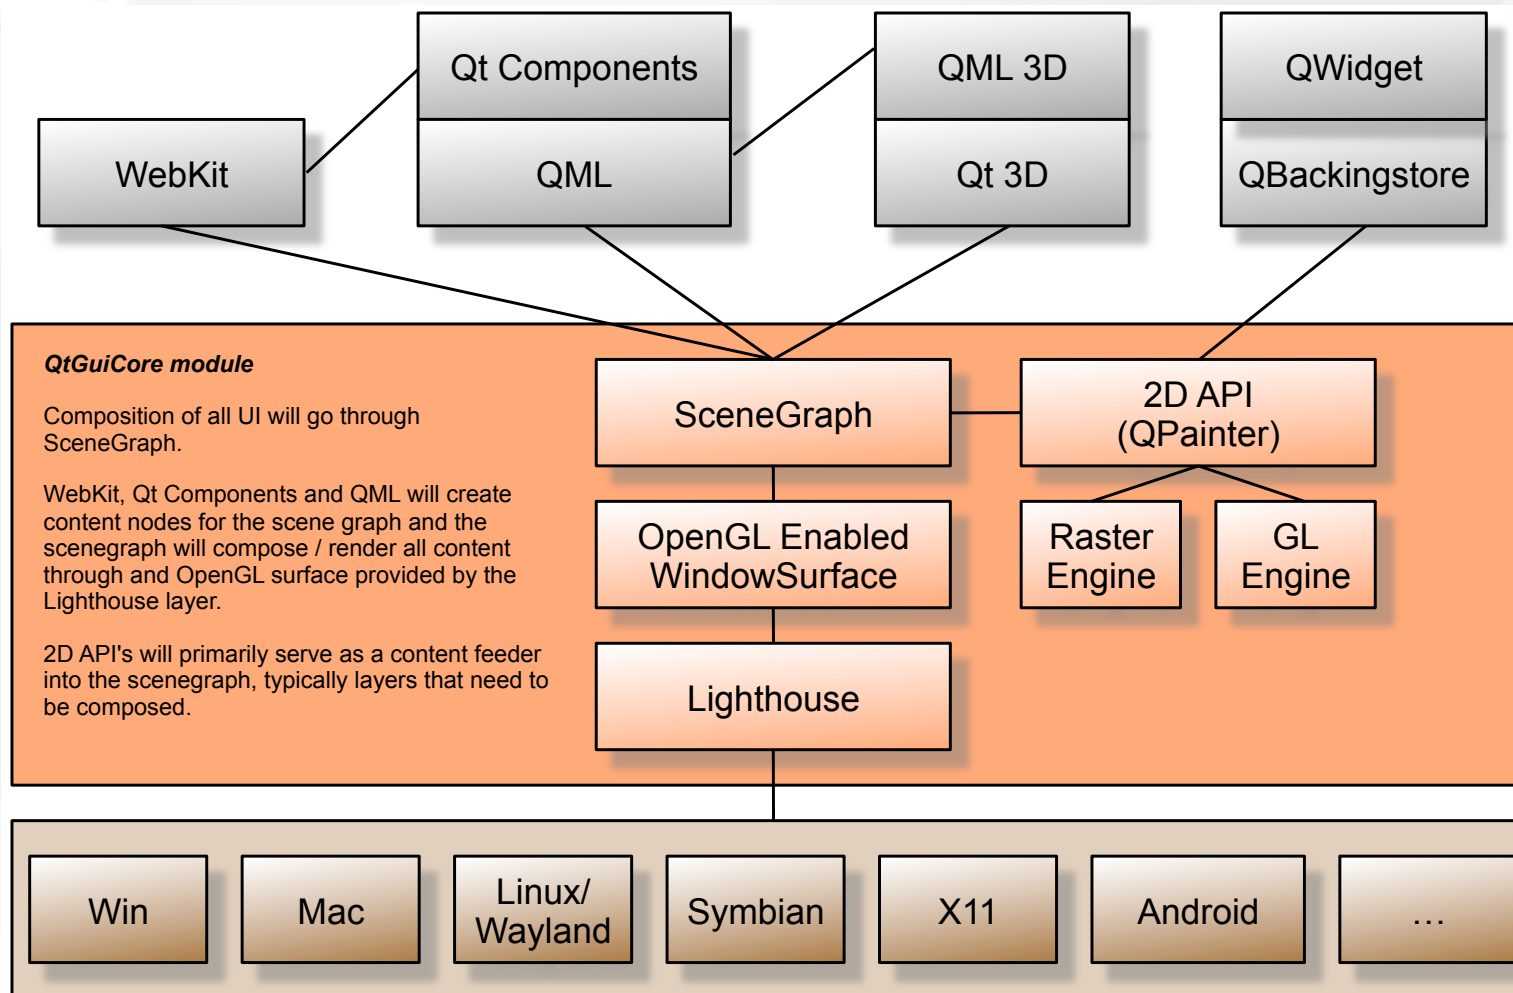 Qt Components
QML 3D
QWidget
WebKit
QML
Qt 3D
QBackingstore
QtGuiCore module
Composition of all UI will go through
SceneGraph.
WebKit, Qt Components and QML will create
content nodes for the scene graph and the
scenegraph will compose / render all content
through and OpenGL surface provided by the
Lighthouse layer.
2D API's will primarily serve as a content feeder
into the scenegraph, typically layers that need to
be composed.
SceneGraph
2D API
(QPainter)
OpenGL Enabled
WindowSurface
Raster
Engine
GL
Engine
Lighthouse
Win
Mac
Linux/
Wayland
Symbian
X11
Android
...